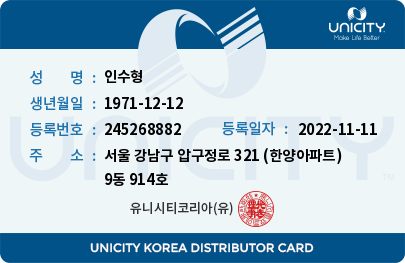 UNICITY
Make Life Better
성 명 : 인수형
생년월일 : 1971-12-12
등록번호 : 245268882 등록일자 : 2022-11-11
주 소 : 서울 강남구 압구정로 321 (한양아파트)
9동 914호
UNICITY
TM
유니시티코리아(유)
UNICITY KOREA DISTRIBUTOR CARD